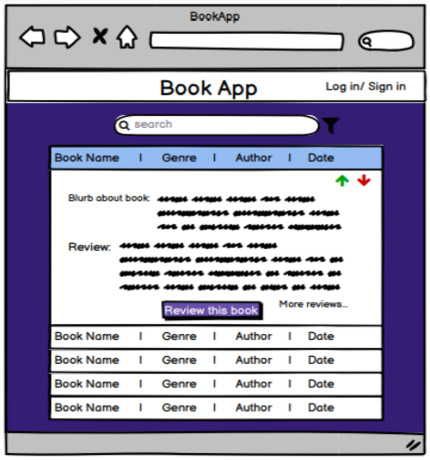 BookApp
Book App Log in/ Sign in
search
Book Name | Genre | Author | Date
Blurb about book:
Review:
Review this book More reviews...
Book Name | Genre | Author | Date
Book Name | Genre | Author | Date
Book Name | Genre | Author | Date
Book Name | Genre | Author | Date